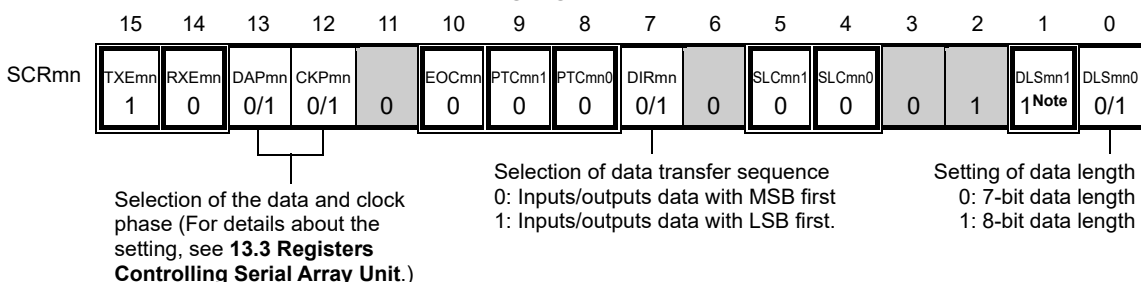 15 14 13 12 11 10 9 8 7 6 5 4 3 2 1 0
SCRmn
TXEmn RXEmn DAPmn CKPmn EOCmn PTCmn1 PTCmn0 DIRmn SLCmn1 SLCmn0 DLSmn1 DLSmn0
1 0 0/1 0/1 0 0 0 0 0/1 0 0 0 0 1 1 Note 0/1
Selection of the data and clock
phase (For details about the
setting, see 13.3 Registers
Controlling Serial Array Unit.)
Selection of data transfer sequence
0: Inputs/outputs data with MSB first
1: Inputs/outputs data with LSB first.
Setting of data length
0: 7-bit data length
1: 8-bit data length